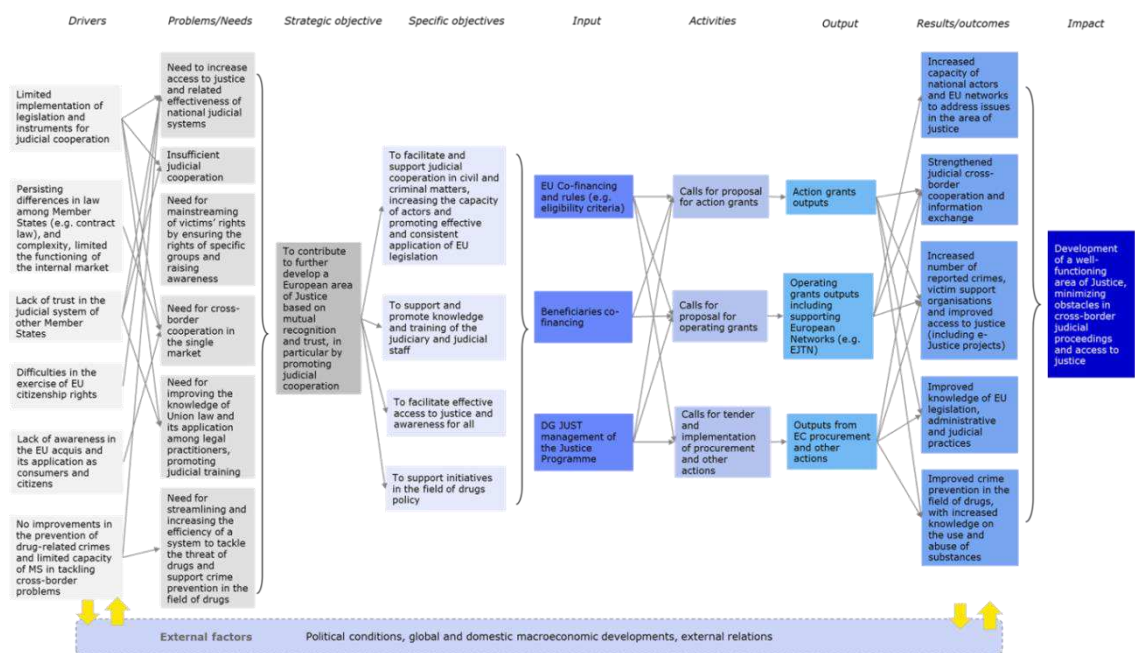 Drivers
Problems/Needs
Strategic objective
Specific objectives
Input
Activities
Output
Results/outcomes
Impact
Limited
implementation of
legislation and
instruments for
judicial cooperation
Persisting
differences in law
among Member
States (e.g. contract
law), and
complexity, limited
the functioning of
the internal market
Lack of trust in the
judicial system of
other Member
States
Difficulties in the
exercise of EU
citizenship rights
Lack of awareness in
the EU acquis and
its application as
consumers and
citizens
No improvements in
the prevention of
drug-related crimes
and limited capacity
of MS in tackling
cross-border
problems
Need to increase
access to justice
and related
effectiveness of
national judicial
systems
Insufficient
judicial
cooperation
Need for
mainstreaming of
victims' rights
by ensuring the
rights of specific
groups and
raising awareness
Need for cross-
border
cooperation in
the single
market
Need for
improving the
knowledge of
Union law and
its application
among legal
practitioners,
promoting
judicial training
Need for
streamlining and
increasing the
efficiency of a
system to tackle
the threat of
drugs and
support crime
prevention in the
field of drugs
To contribute
to further
develop a
European area
of Justice
based on
mutual
recognition
and trust, in
particular by
promoting
judicial
cooperation
To facilitate and
support judicial
cooperation in civil and
criminal matters,
increasing the capacity
of actors and
promoting effective
and consistent
application of EU
legislation
To support and
promote knowledge
and training of the
judiciary and judicial
staff
To facilitate effective
access to justice and
awareness for all
To support initiatives
in the field of drugs
policy
EU Co-financing
and rules (e.g.
eligibility criteria)
Beneficiaries co-
financing
DG JUST
management of
the Justice
Programme
Calls for proposal
for action grants
Calls for
proposal for
operating grants
Calls for tender
and
implementation
of procurement
and other
actions
Action grants
outputs
Operating
grants outputs
including
supporting
European
Networks (e.g.
EJTN)
Outputs from
EC procurement
and other
actions
Increased
capacity of
national actors
and EU networks
to address issues
in the area of
justice
Strengthened
judicial cross-
border
cooperation and
information
exchange
Increased
number of
reported crimes,
victim support
organisations
and improved
access to justice
(including e-
Justice projects)
Improved
knowledge of EU
legislation,
administrative
and judicial
practices
Improved crime
prevention in the
field of drugs,
with increased
knowledge on
the use and
abuse of
substances
Development
of a well-
functioning
area of Justice,
minimizing
obstacles in
cross-border
judicial
proceedings
and access to
justice
External factors
Political conditions, global and domestic macroeconomic developments, external relations